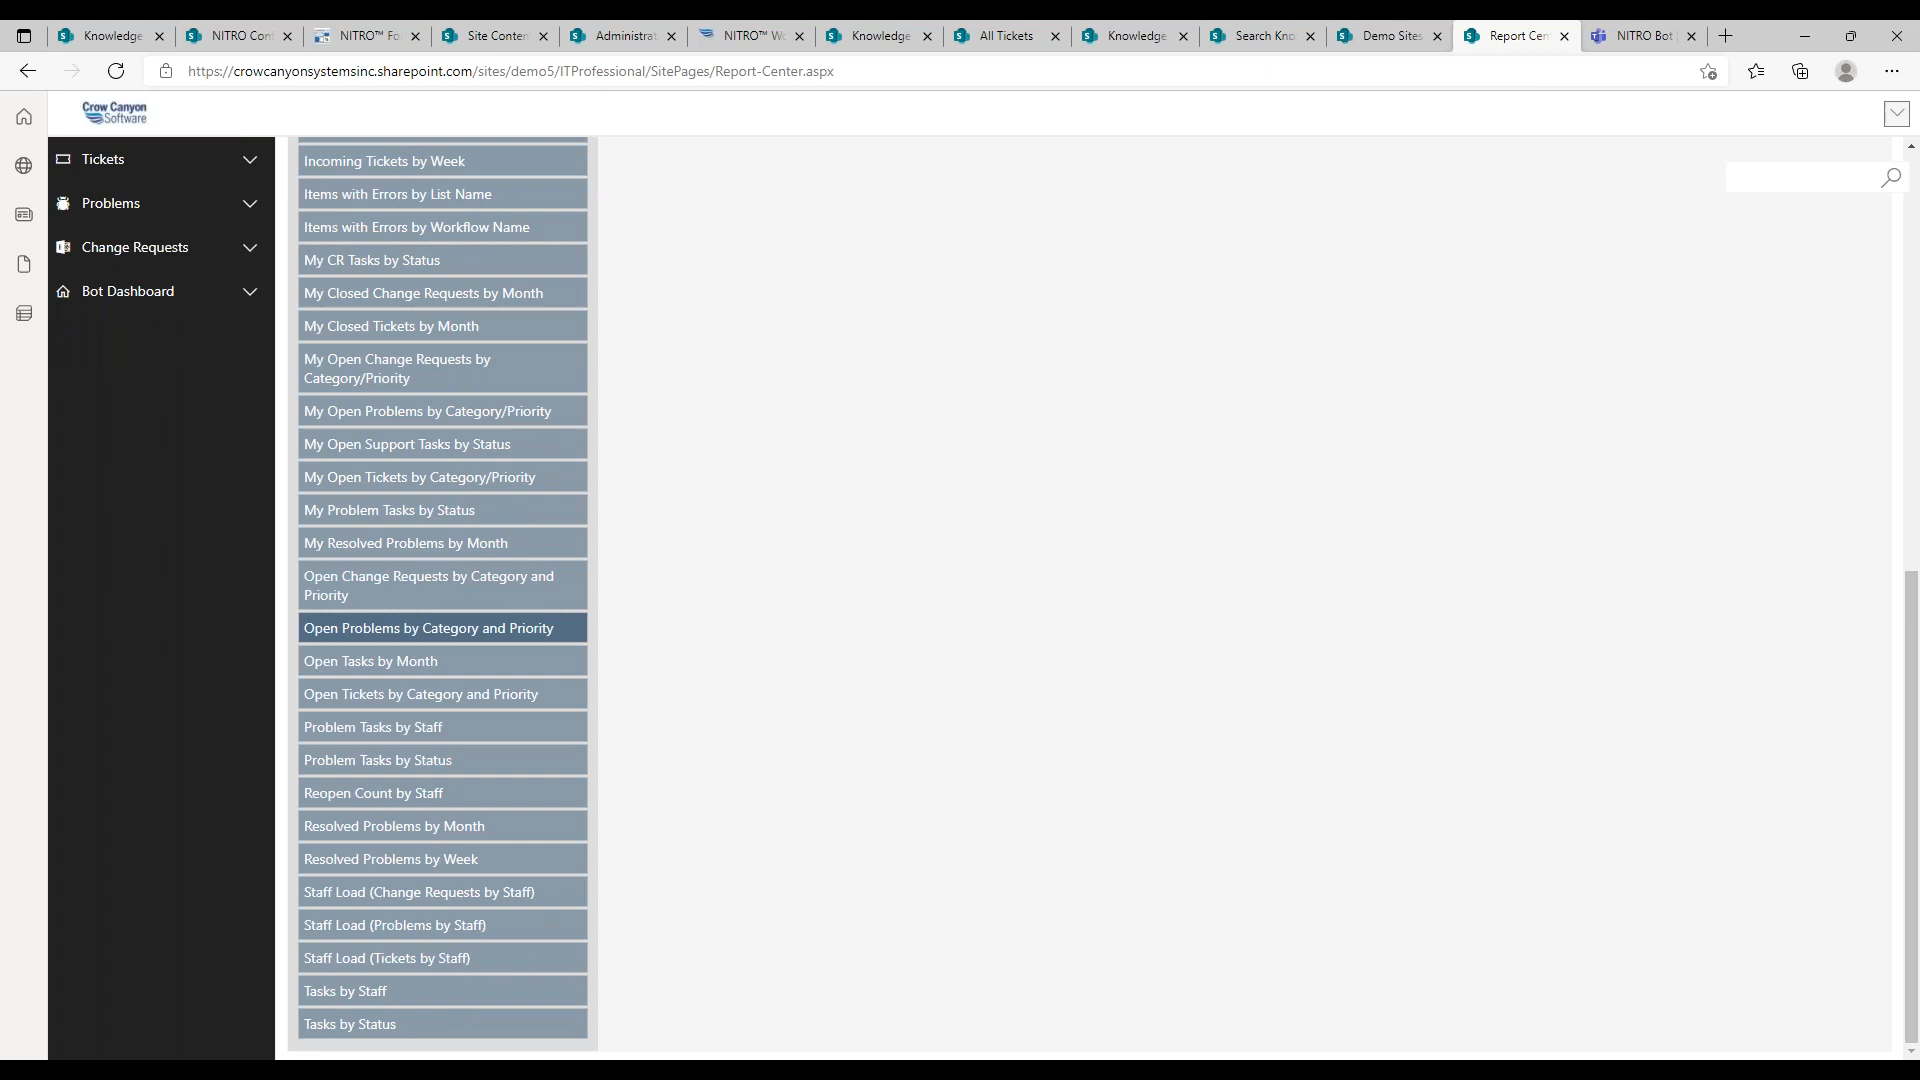 Knowledge
NITRO Con
NITRO™ Fo
Site Conten
Administrat
NITRO™ Wo
Knowledge
All Tickets
Knowledge
Search Kno
Demo Sites
Report Cen
NITRO Bot
https://crowcanyonsystemsinc.sharepoint.com/sites/demo5/ITProfessional/SitePages/Report-Center.aspx
Crow Canyon
Software
Tickets
Problems
Change Requests
Bot Dashboard
Incoming Tickets by Week
Items with Errors by List Name
Items with Errors by Workflow Name
My CR Tasks by Status
My Closed Change Requests by Month
My Closed Tickets by Month
My Open Change Requests by
Category/Priority
My Open Problems by Category/Priority
My Open Support Tasks by Status
My Open Tickets by Category/Priority
My Problem Tasks by Status
My Resolved Problems by Month
Open Change Requests by Category and
Priority
Open Problems by Category and Priority
Open Tasks by Month
Open Tickets by Category and Priority
Problem Tasks by Staff
Problem Tasks by Status
Reopen Count by Staff
Resolved Problems by Month
Resolved Problems by Week
Staff Load (Change Requests by Staff)
Staff Load (Problems by Staff)
Staff Load (Tickets by Staff)
Tasks by Staff
Tasks by Status